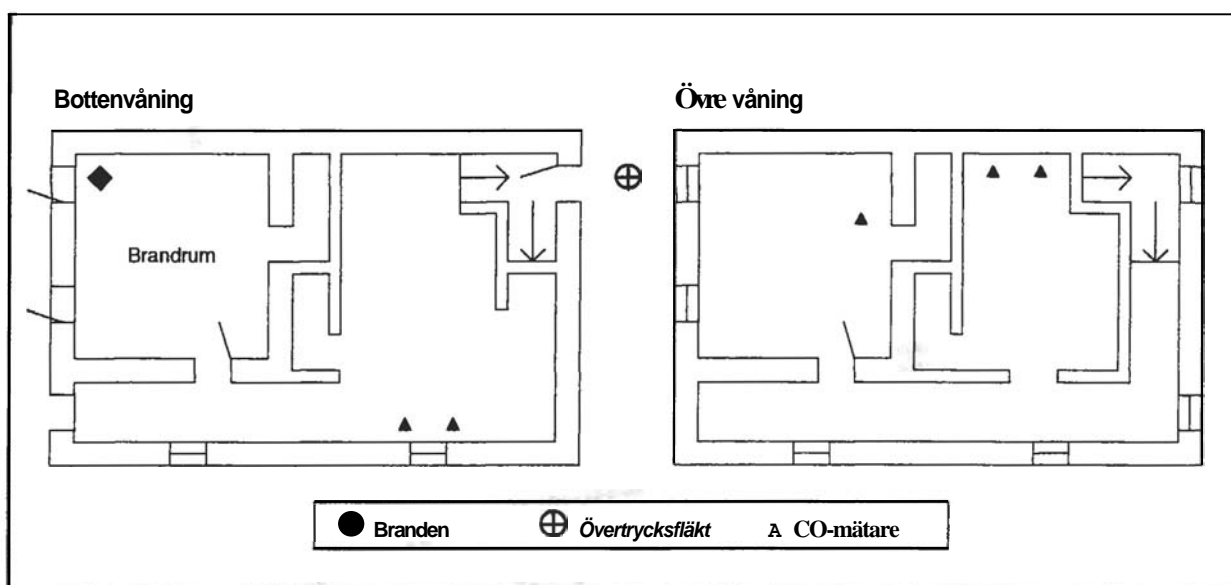 Bottenvåning
Övre våning
Brandrum
Branden Övertrycksfläkt A CO-mätare